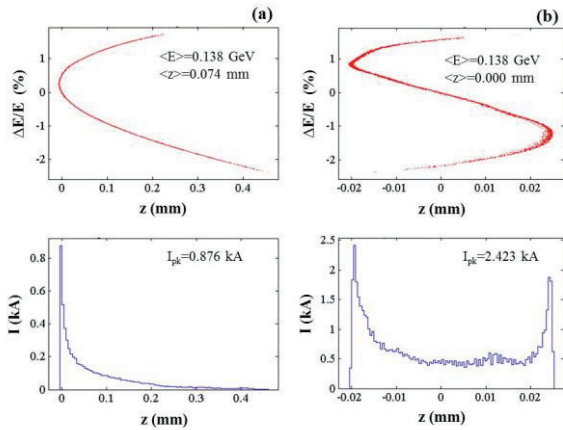 (a)
(b)
ΔE/E (%)
1
0
-1
-2
<E>=0.138 GeV
<z>=0.074 mm
0
0.1
0.2
0.3
0.4
z (mm)
ΔE/E (%)
1
0
-1
-2
<E>=0.138 GeV
<z>=0.000 mm
-0.02
-0.01
0
0.01
0.02
z (mm)
I (kA)
0.8
0.6
0.4
0.2
0
I_pk=0.876 kA
0
0.1
0.2
0.3
0.4
z (mm)
I (kA)
2.5
2
1.5
1
0.5
0
I_pk=2.423 kA
-0.02
-0.01
0
0.01
0.02
z (mm)